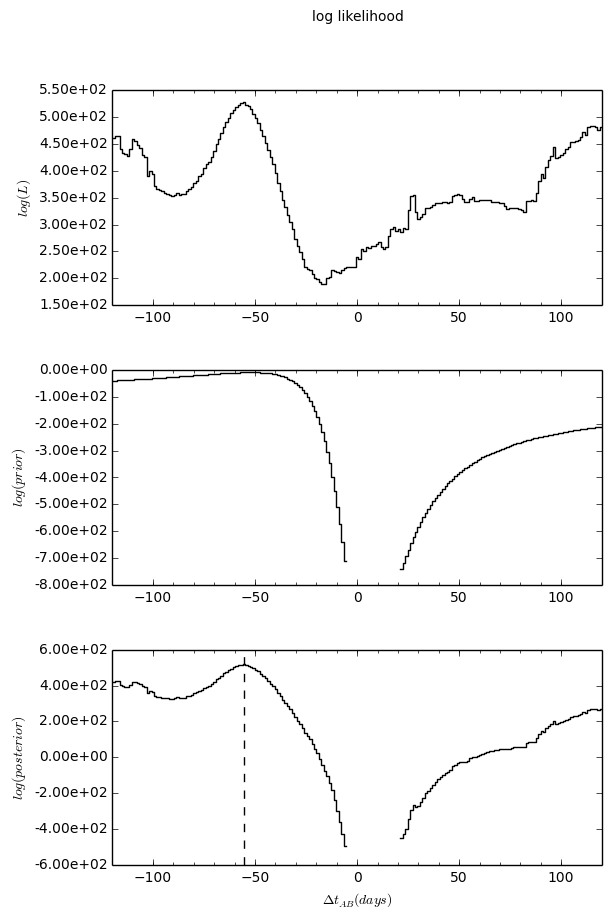 log likelihood
5.50e+02
5.00e+02
4.50e+02
4.00e+02
3.50e+02
3.00e+02
2.50e+02
2.00e+02
1.50e+02
log(L)
−100 −50 0 50 100
0.00e+00
-1.00e+02
-2.00e+02
-3.00e+02
-4.00e+02
-5.00e+02
-6.00e+02
-7.00e+02
-8.00e+02
log(prior)
−100 −50 0 50 100
6.00e+02
4.00e+02
2.00e+02
0.00e+00
-2.00e+02
-4.00e+02
-6.00e+02
log(posterior)
−100 −50 0 50 100
Δt_AB(days)